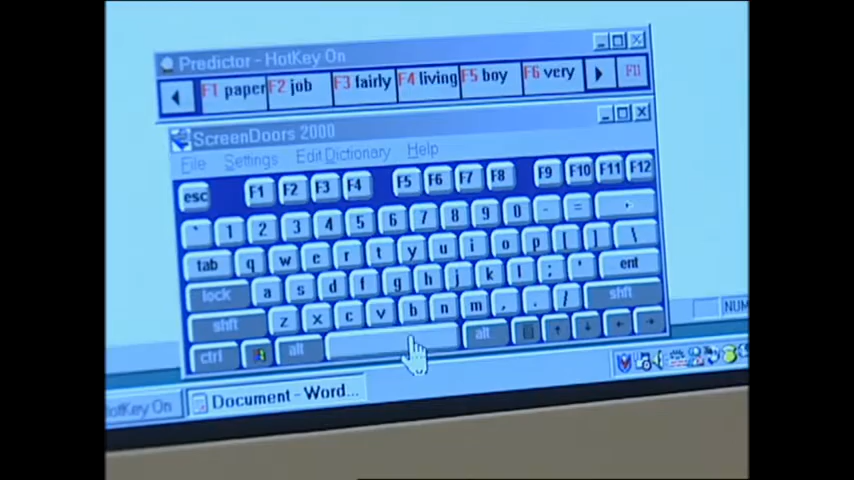 Predictor - HotKey On
F1 paper F2 job F3 fairly F4 living F5 boy F6 very F11
ScreenDoors 2000
File Settings Edit Dictionary Help
esc F1 F2 F3 F4 F5 F6 F7 F8 F9 F10 F11 F12
` 1 2 3 4 5 6 7 8 9 0 - =
tab q w e r t y u i o p [ ] \
lock a s d f g h j k l ; ' ent
shft z x c v b n m , . / shft
ctrl alt alt
NUM
HotKey On Document - Word...